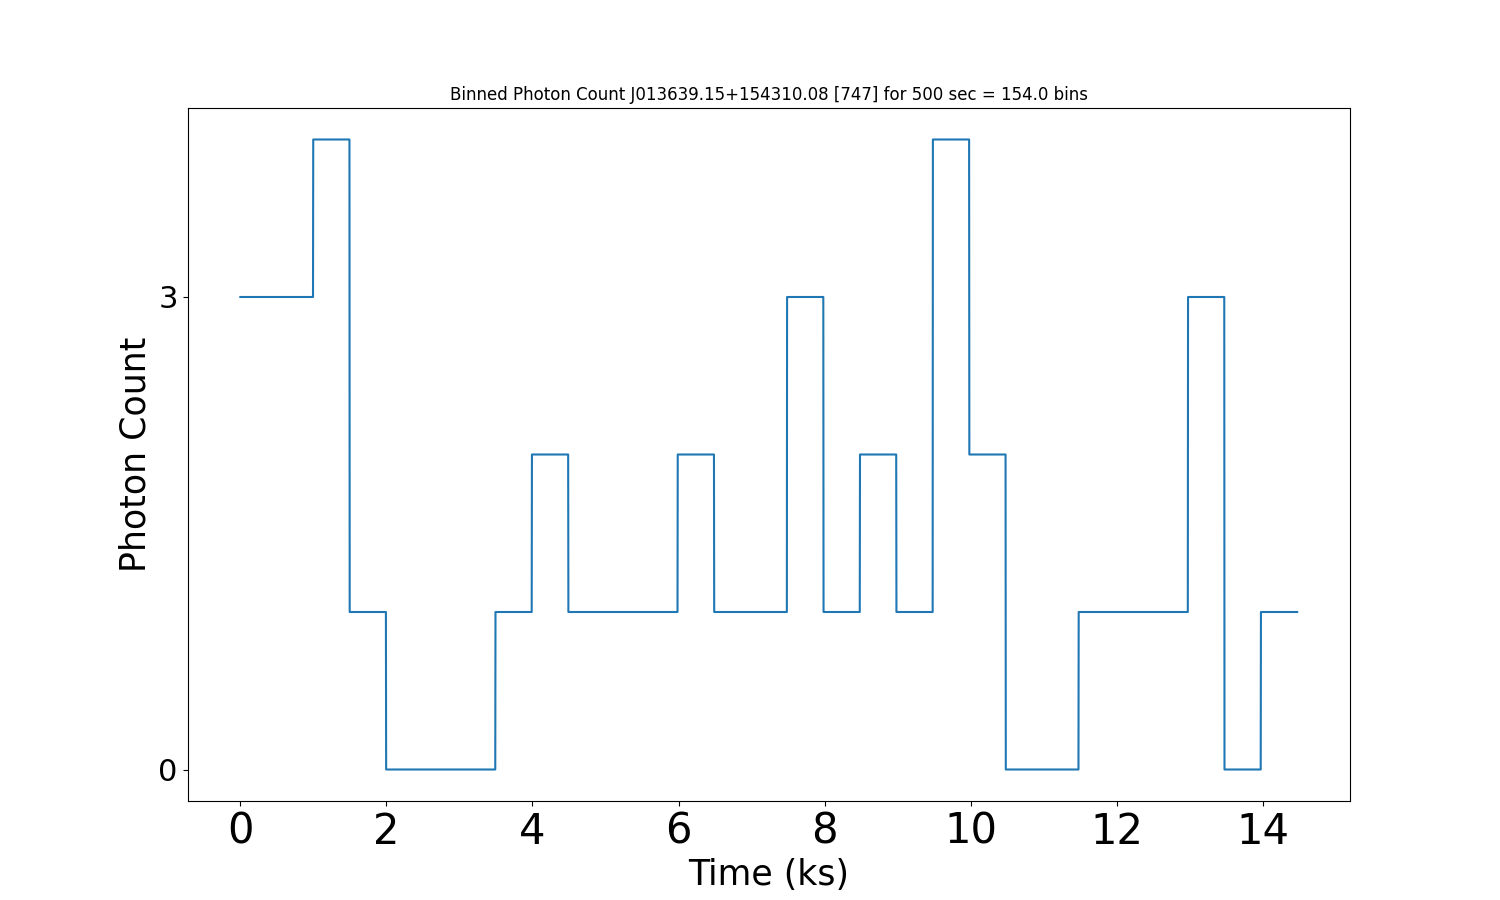 Binned Photon Count J013639.15+154310.08 [747] for 500 sec = 154.0 bins
3
0
Photon Count
0 2 4 6 8 10 12 14
Time (ks)